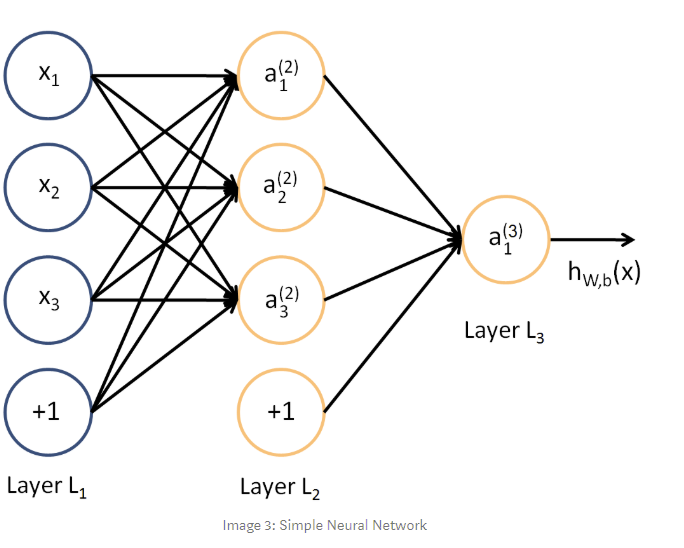 x₁
a₁⁽²⁾
x₂
a₂⁽²⁾
a₁⁽³⁾
h_W,b(x)
x₃
a₃⁽²⁾
Layer L₃
+1
+1
Layer L₁
Layer L₂
Image 3: Simple Neural Network